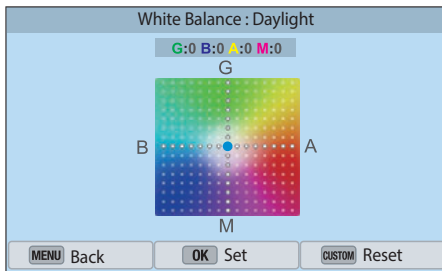 White Balance : Daylight
G:0 B:0 A:0 M:0
G
B A
M
MENU Back OK Set CUSTOM Reset